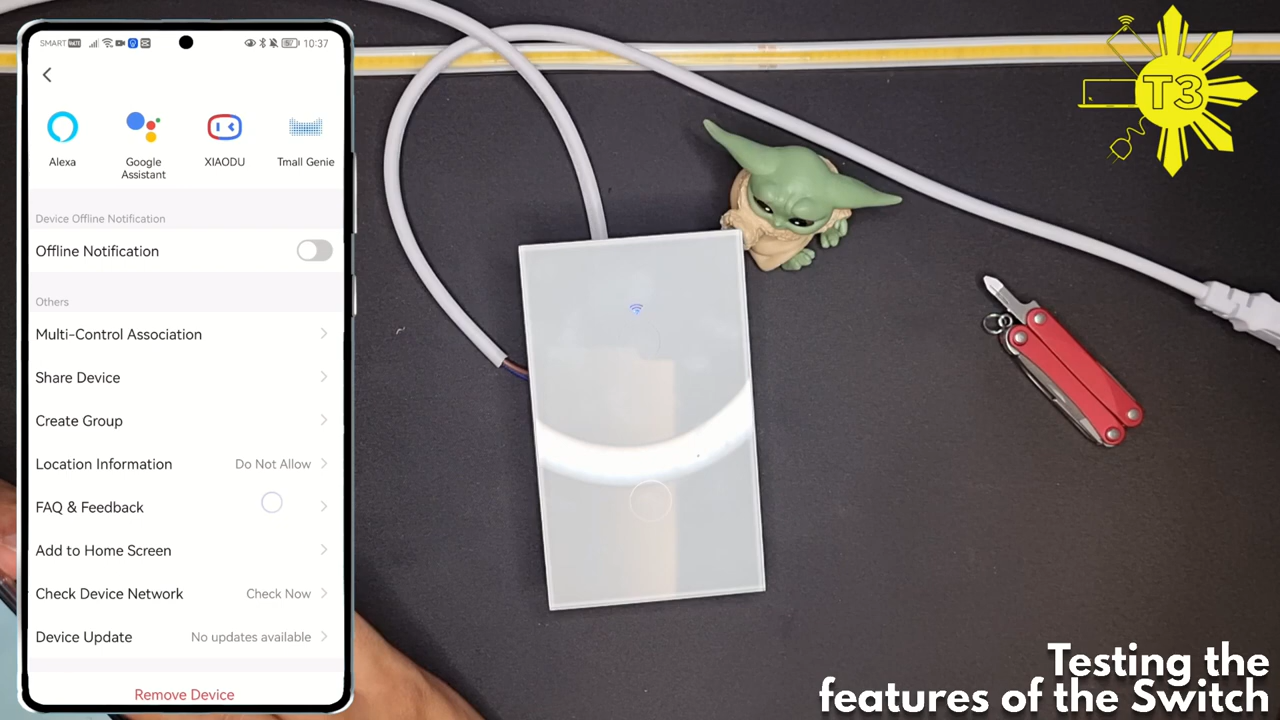 SMART VoLTE 10:37
Alexa
Google Assistant
XIAODU
Tmall Genie
Device Offline Notification
Offline Notification
Others
Multi-Control Association
Share Device
Create Group
Location Information Do Not Allow
FAQ & Feedback
Add to Home Screen
Check Device Network Check Now
Device Update No updates available
Remove Device
T3
Testing the
features of the Switch